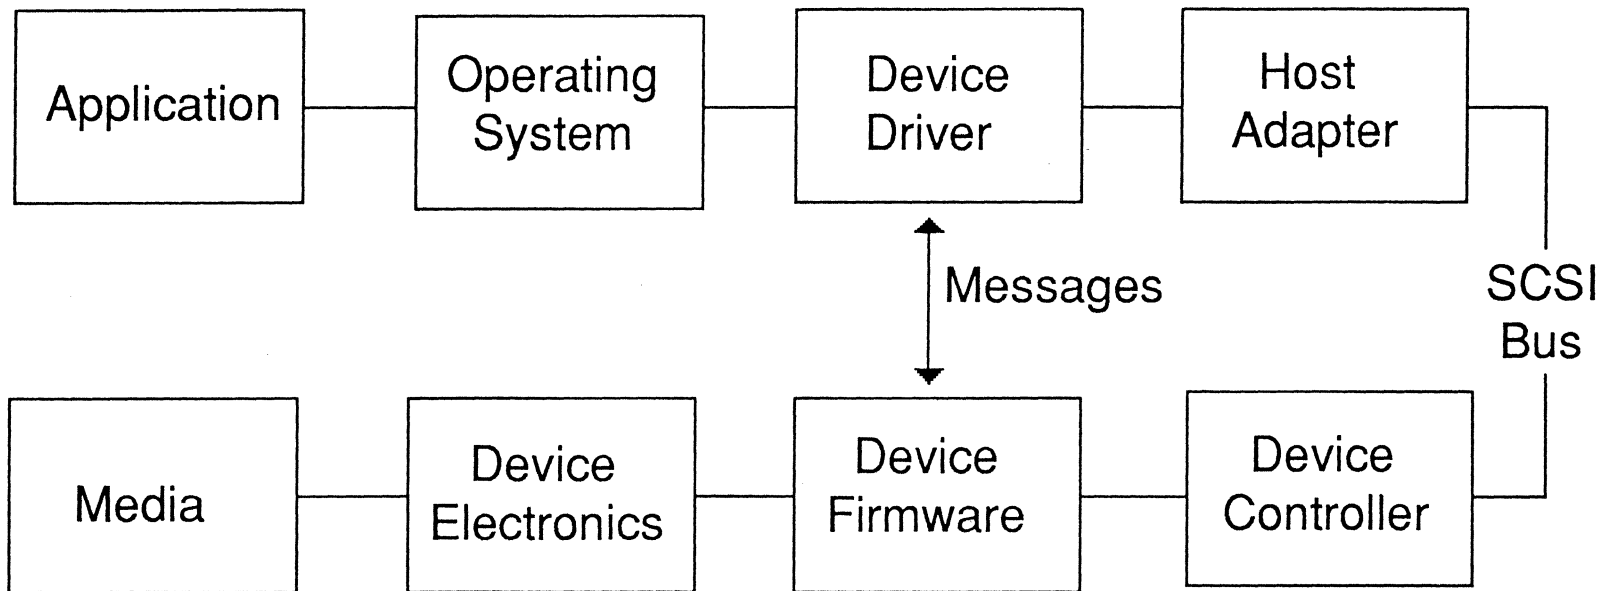 Application
Operating
System
Device
Driver
Host
Adapter
Messages
SCSI
Bus
Media
Device
Electronics
Device
Firmware
Device
Controller